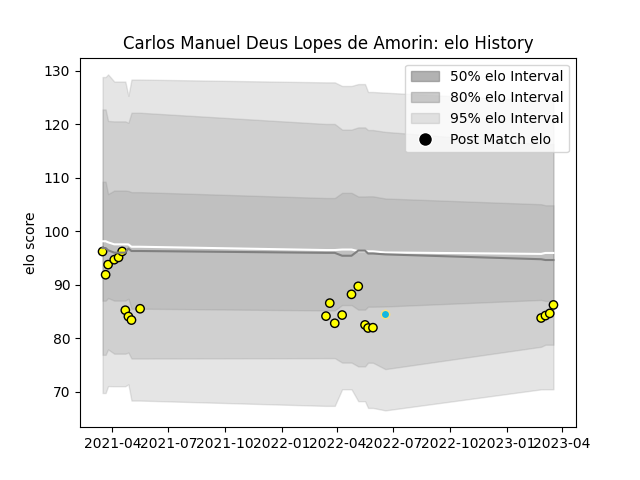 Carlos Manuel Deus Lopes de Amorin: elo History
130
120
110
100
90
80
70
elo score
50% elo Interval
80% elo Interval
95% elo Interval
Post Match elo
2021-04 2021-07 2021-10 2022-01 2022-04 2022-07 2022-10 2023-01 2023-04